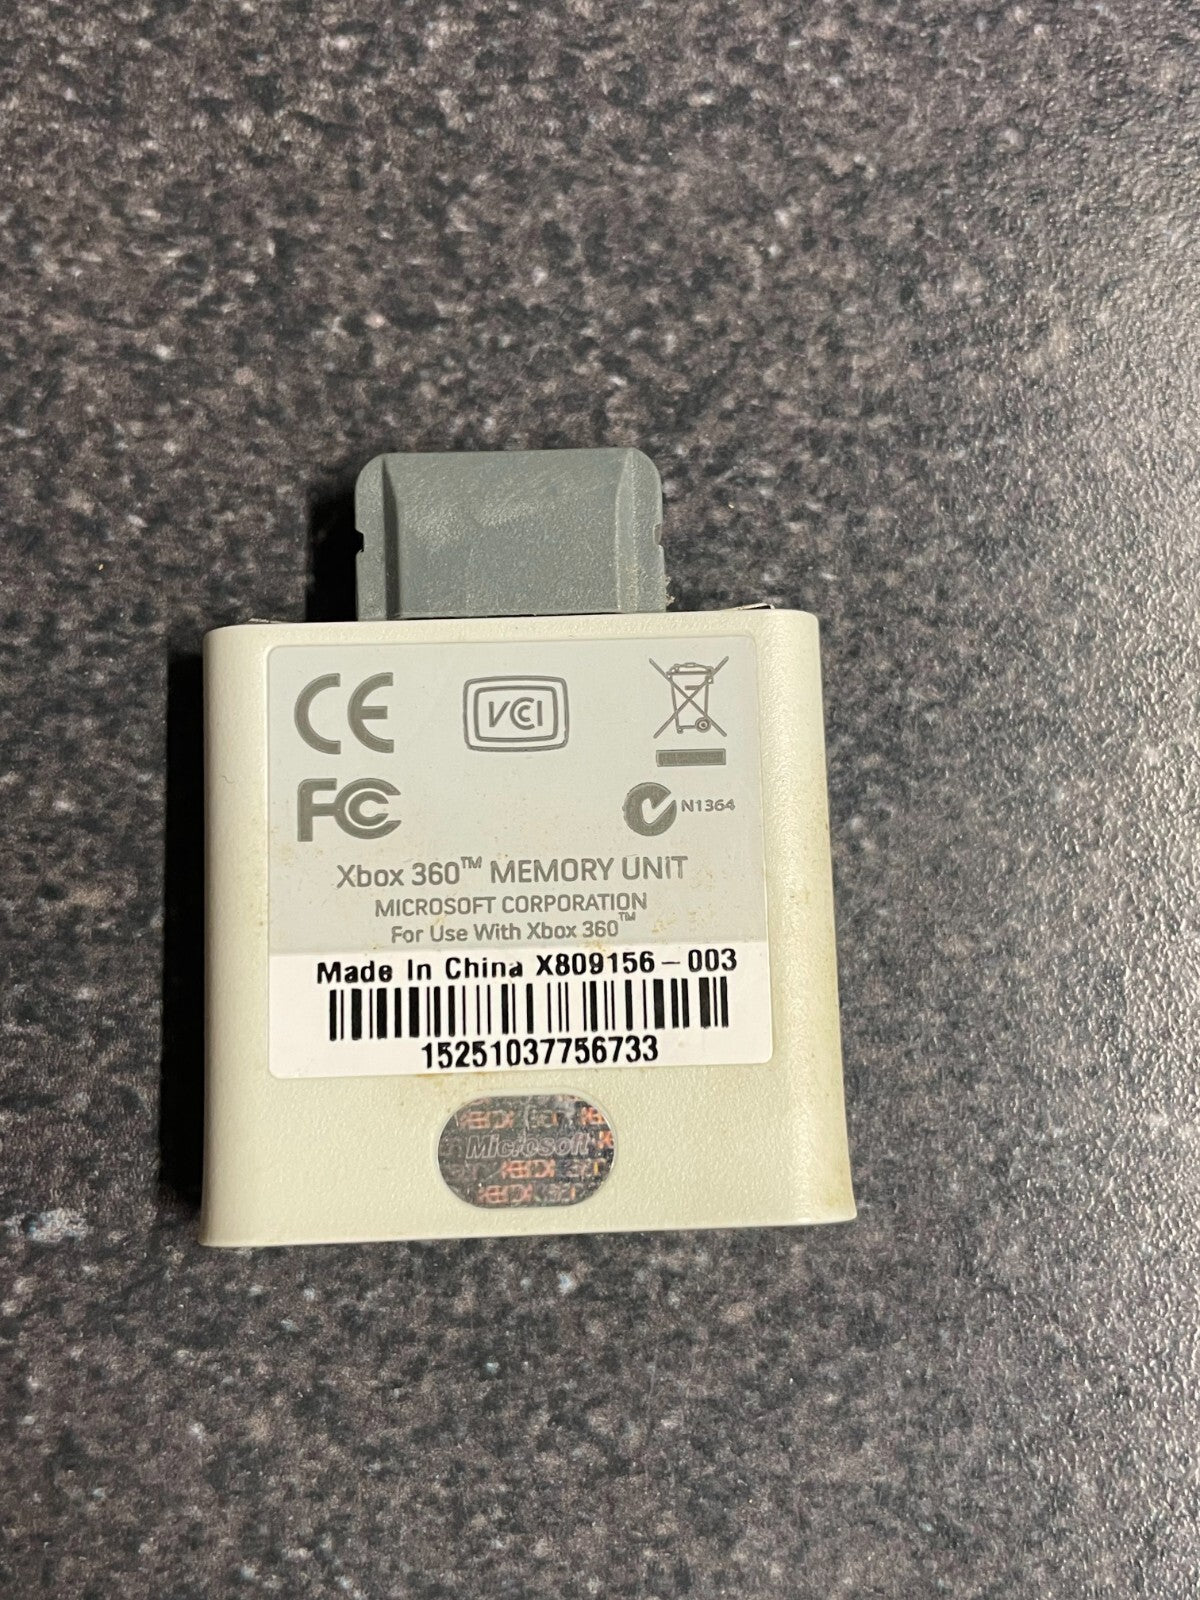 CE
VCI
FC
N1364
Xbox 360™ MEMORY UNIT
MICROSOFT CORPORATION
For Use With Xbox 360™
Made In China X809156-003
15251037756733
Microsoft